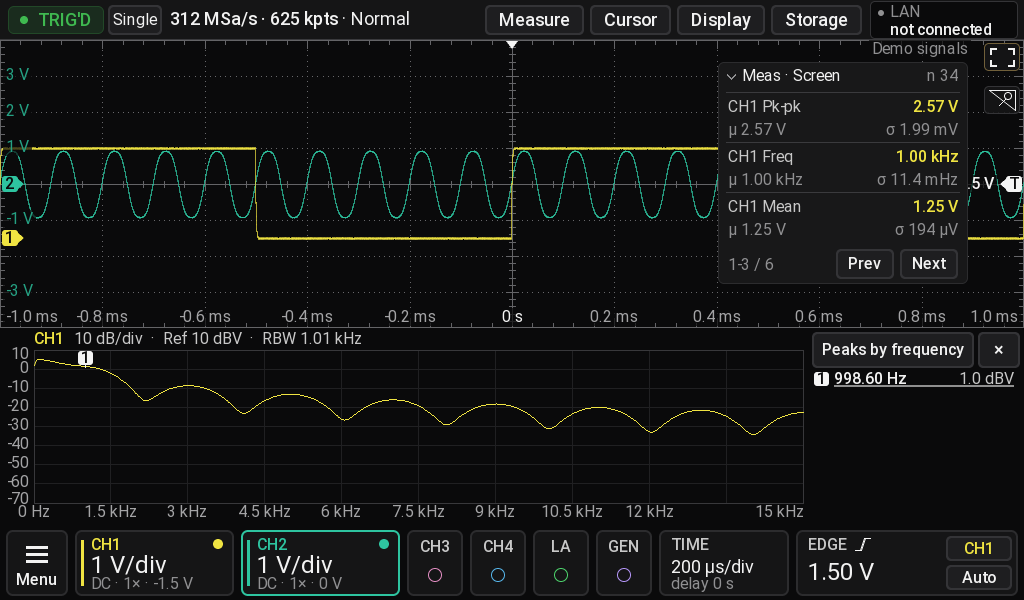 TRIG'D Single 312 MSa/s · 625 kpts · Normal Measure Cursor Display Storage LAN
not connected
Demo signals
3 V
2 V
1 V
-1 V
-3 V
2
1
Meas · Screen n 34
CH1 Pk-pk 2.57 V
μ 2.57 V σ 1.99 mV
CH1 Freq 1.00 kHz
μ 1.00 kHz σ 11.4 mHz
CH1 Mean 1.25 V
μ 1.25 V σ 194 μV
1-3 / 6 Prev Next
.5 V T
-1.0 ms -0.8 ms -0.6 ms -0.4 ms -0.2 ms 0 s 0.2 ms 0.4 ms 0.6 ms 0.8 ms 1.0 ms
CH1 10 dB/div · Ref 10 dBV · RBW 1.01 kHz
Peaks by frequency ×
1 998.60 Hz 1.0 dBV
1
10
0
-10
-20
-30
-40
-50
-60
-70
0 Hz 1.5 kHz 3 kHz 4.5 kHz 6 kHz 7.5 kHz 9 kHz 10.5 kHz 12 kHz 15 kHz
Menu
CH1
1 V/div
DC · 1× · -1.5 V
CH2
1 V/div
DC · 1× · 0 V
CH3 CH4 LA GEN
TIME
200 μs/div
delay 0 s
EDGE
1.50 V
CH1
Auto